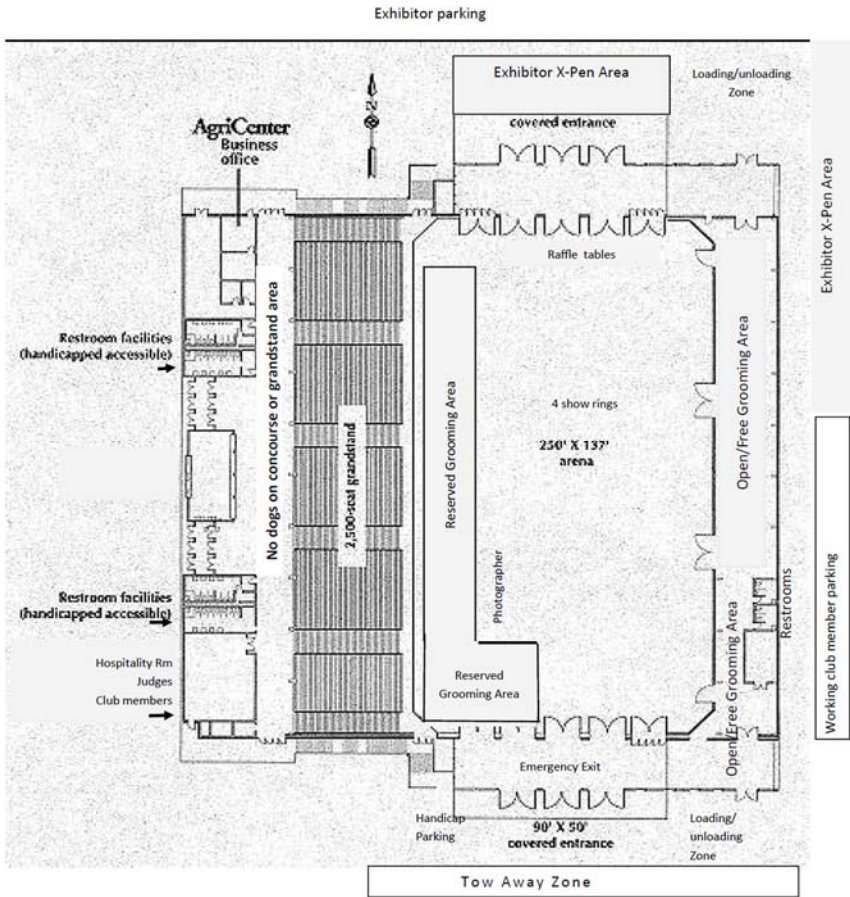 Exhibitor parking
Exhibitor X-Pen Area
Loading/unloading
Zone
covered entrance
N
AgriCenter
Business
office
Exhibitor X-Pen Area
Raffle tables
Restroom facilities
(handicapped accessible)
No dogs on concourse or grandstand area
2,500-seat grandstand
Reserved Grooming Area
4 show rings
250' X 137'
arena
Open/Free Grooming Area
Photographer
Restroom facilities
(handicapped accessible)
Restrooms
Working club member parking
Hospitality Rm
Judges
Club members
Reserved
Grooming Area
Open/Free Grooming Area
Emergency Exit
Handicap
Parking
90' X 50'
covered entrance
Loading/
unloading
Zone
Tow Away Zone